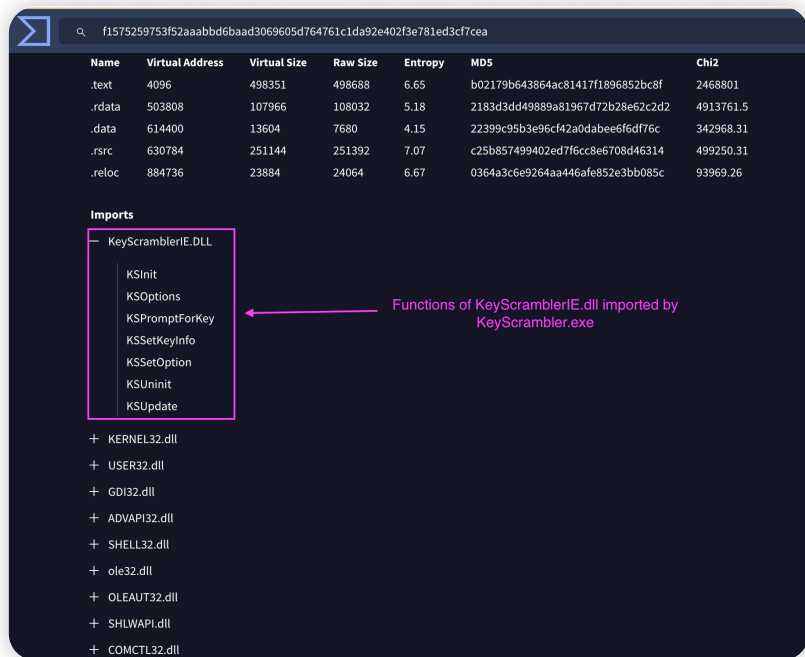 f1575259753f52aaabbd6baad3069605d764761c1da92e402f3e781ed3cf7cea
Name Virtual Address Virtual Size Raw Size Entropy MD5 Chi2
.text 4096 498351 498688 6.65 b02179b643864ac81417f1896852bc8f 2468801
.rdata 503808 107966 108032 5.18 2183d3dd49889a81967d72b28e62c2d2 4913761.5
.data 614400 13604 7680 4.15 22399c95b3e96cf42a0dabee6f6df76c 342968.31
.rsrc 630784 251144 251392 7.07 c25b857499402ed7f6cc8e6708d46314 499250.31
.reloc 884736 23884 24064 6.67 0364a3c6e9264aa446afe852e3bb085c 93969.26
Imports
KeyScramblerIE.DLL
KSInit
KSOptions
KSPromptForKey
KSSetKeyInfo
KSSetOption
KSUninit
KSUpdate
Functions of KeyScramblerIE.dll imported by
KeyScrambler.exe
KERNEL32.dll
USER32.dll
GDI32.dll
ADVAPI32.dll
SHELL32.dll
ole32.dll
OLEAUT32.dll
SHLWAPI.dll
COMCTL32.dll